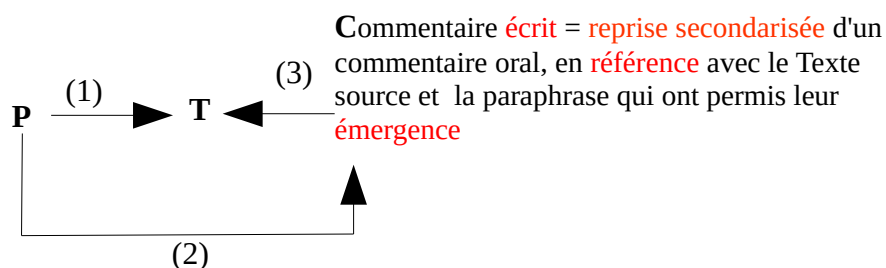 Commentaire écrit = reprise secondarisée d'un
commentaire oral, en référence avec le Texte
source et la paraphrase qui ont permis leur
émergence
(1)
(3)
P
T
(2)